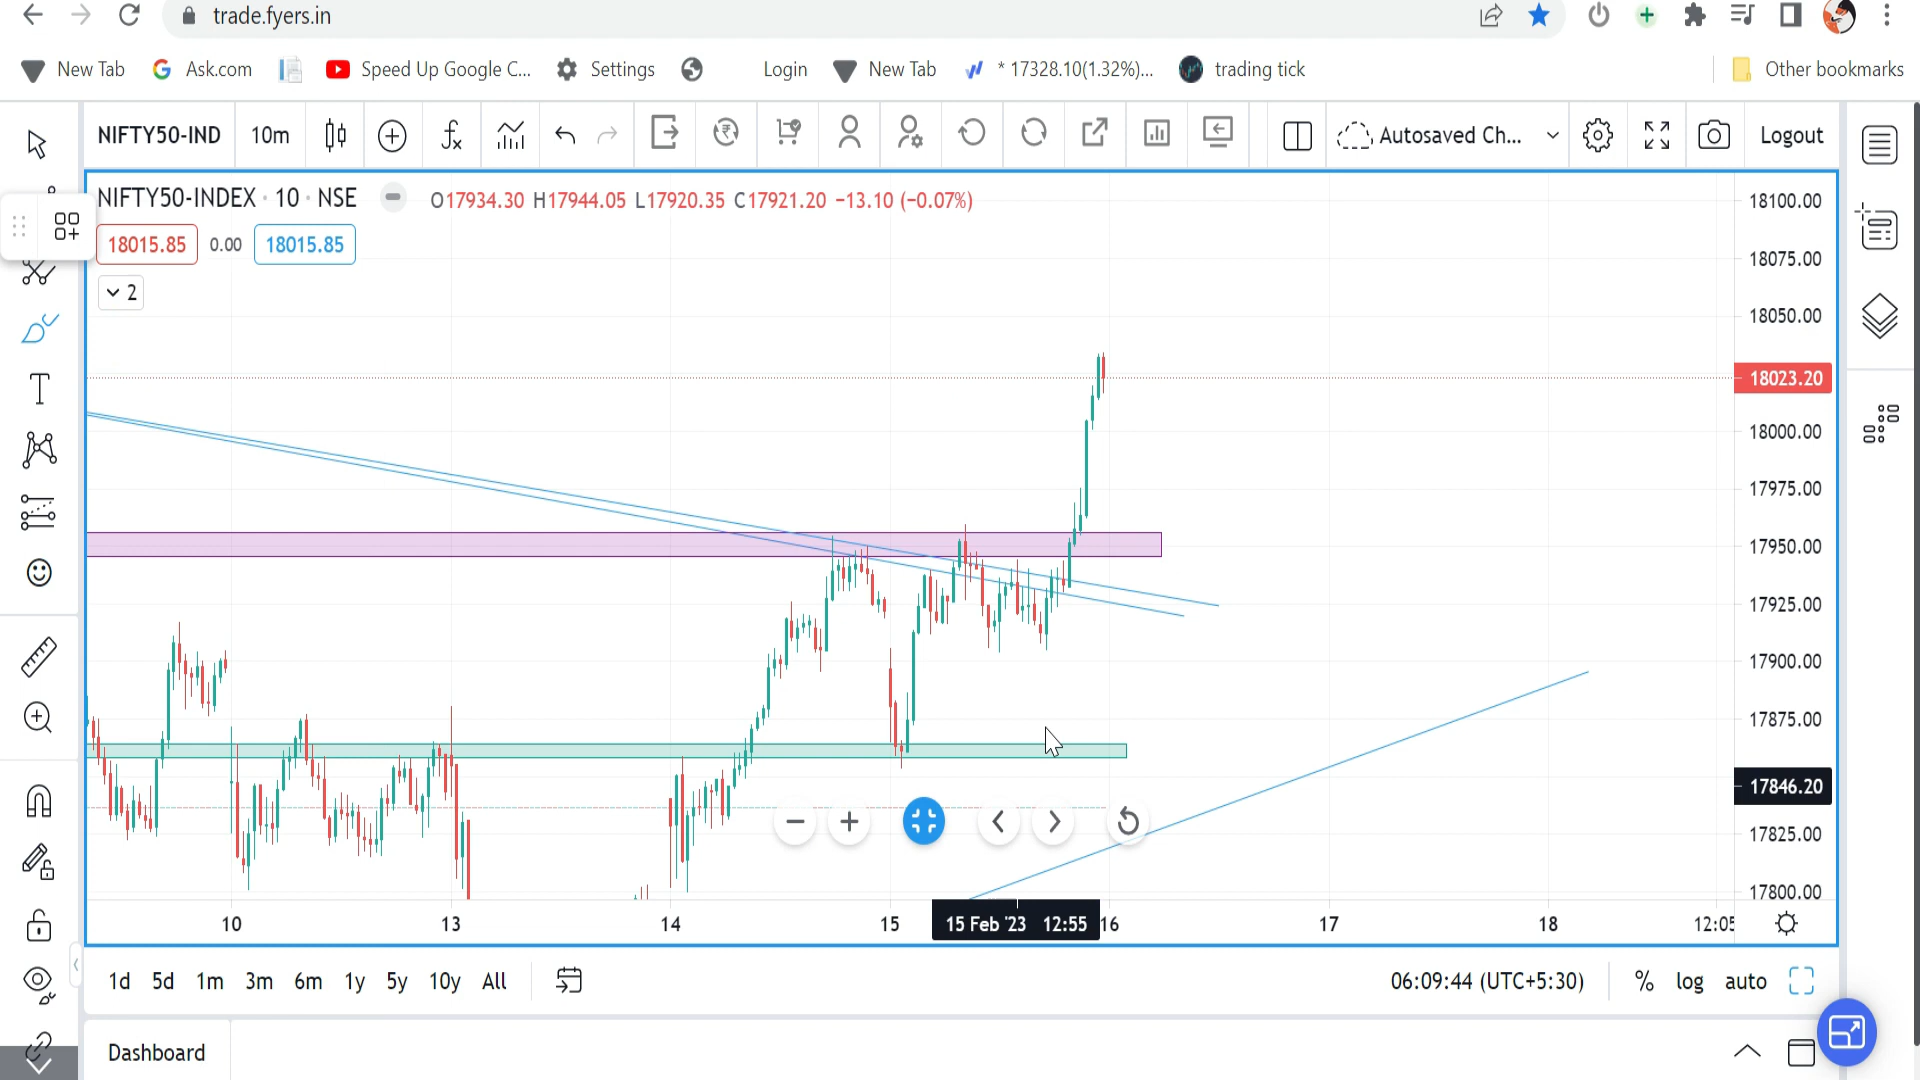 trade.fyers.in
New Tab
Ask.com
Speed Up Google C...
Settings
Login
New Tab
* 17328.10(1.32%)...
trading tick
Other bookmarks
NIFTY50-IND
10m
Autosaved Ch...
Logout
NIFTY50-INDEX · 10 · NSE
O17934.30 H17944.05 L17920.35 C17921.20 −13.10 (−0.07%)
18015.85 0.00 18015.85
2
18100.00
18075.00
18050.00
18023.20
18000.00
17975.00
17950.00
17925.00
17900.00
17875.00
17846.20
17825.00
17800.00
10 13 14 15 15 Feb '23 12:55 16 17 18 12:05
1d 5d 1m 3m 6m 1y 5y 10y All
06:09:44 (UTC+5:30) % log auto
Dashboard